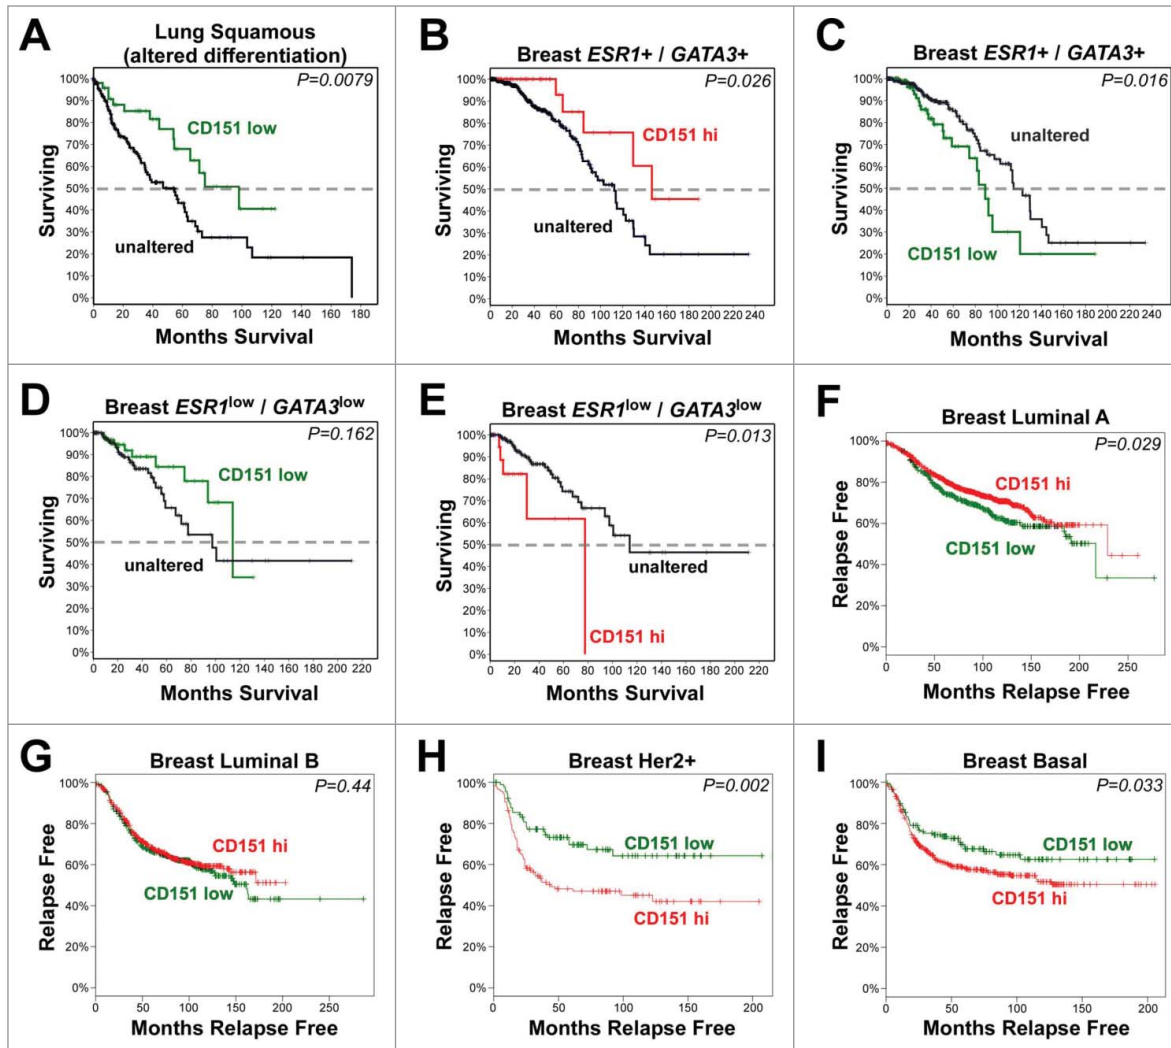 A
Lung Squamous
(altered differentiation)
P=0.0079
100%
90%
80%
70%
60%
50%
40%
30%
20%
10%
0%
Surviving
CD151 low
unaltered
0 20 40 60 80 100 120 140 160 180
Months Survival
B
Breast ESR1+ / GATA3+
P=0.026
100%
90%
80%
70%
60%
50%
40%
30%
20%
10%
0%
Surviving
CD151 hi
unaltered
0 20 40 60 80 100 120 140 160 180 200 220 240
Months Survival
C
Breast ESR1+ / GATA3+
P=0.016
100%
90%
80%
70%
60%
50%
40%
30%
20%
10%
0%
Surviving
unaltered
CD151 low
0 20 40 60 80 100 120 140 160 180 200 220 240
Months Survival
D
Breast ESR1low / GATA3low
P=0.162
100%
90%
80%
70%
60%
50%
40%
30%
20%
10%
0%
Surviving
CD151 low
unaltered
0 20 40 60 80 100 120 140 160 180 200 220
Months Survival
E
Breast ESR1low / GATA3low
P=0.013
100%
90%
80%
70%
60%
50%
40%
30%
20%
10%
0%
Surviving
unaltered
CD151 hi
0 20 40 60 80 100 120 140 160 180 200 220
Months Survival
F
Breast Luminal A
P=0.029
100%
80%
60%
40%
20%
0%
Relapse Free
CD151 hi
CD151 low
0 50 100 150 200 250
Months Relapse Free
G
Breast Luminal B
P=0.44
100%
80%
60%
40%
20%
0%
Relapse Free
CD151 hi
CD151 low
0 50 100 150 200 250
Months Relapse Free
H
Breast Her2+
P=0.002
100%
80%
60%
40%
20%
0%
Relapse Free
CD151 low
CD151 hi
0 50 100 150 200
Months Relapse Free
I
Breast Basal
P=0.033
100%
80%
60%
40%
20%
0%
Relapse Free
CD151 low
CD151 hi
0 50 100 150 200
Months Relapse Free